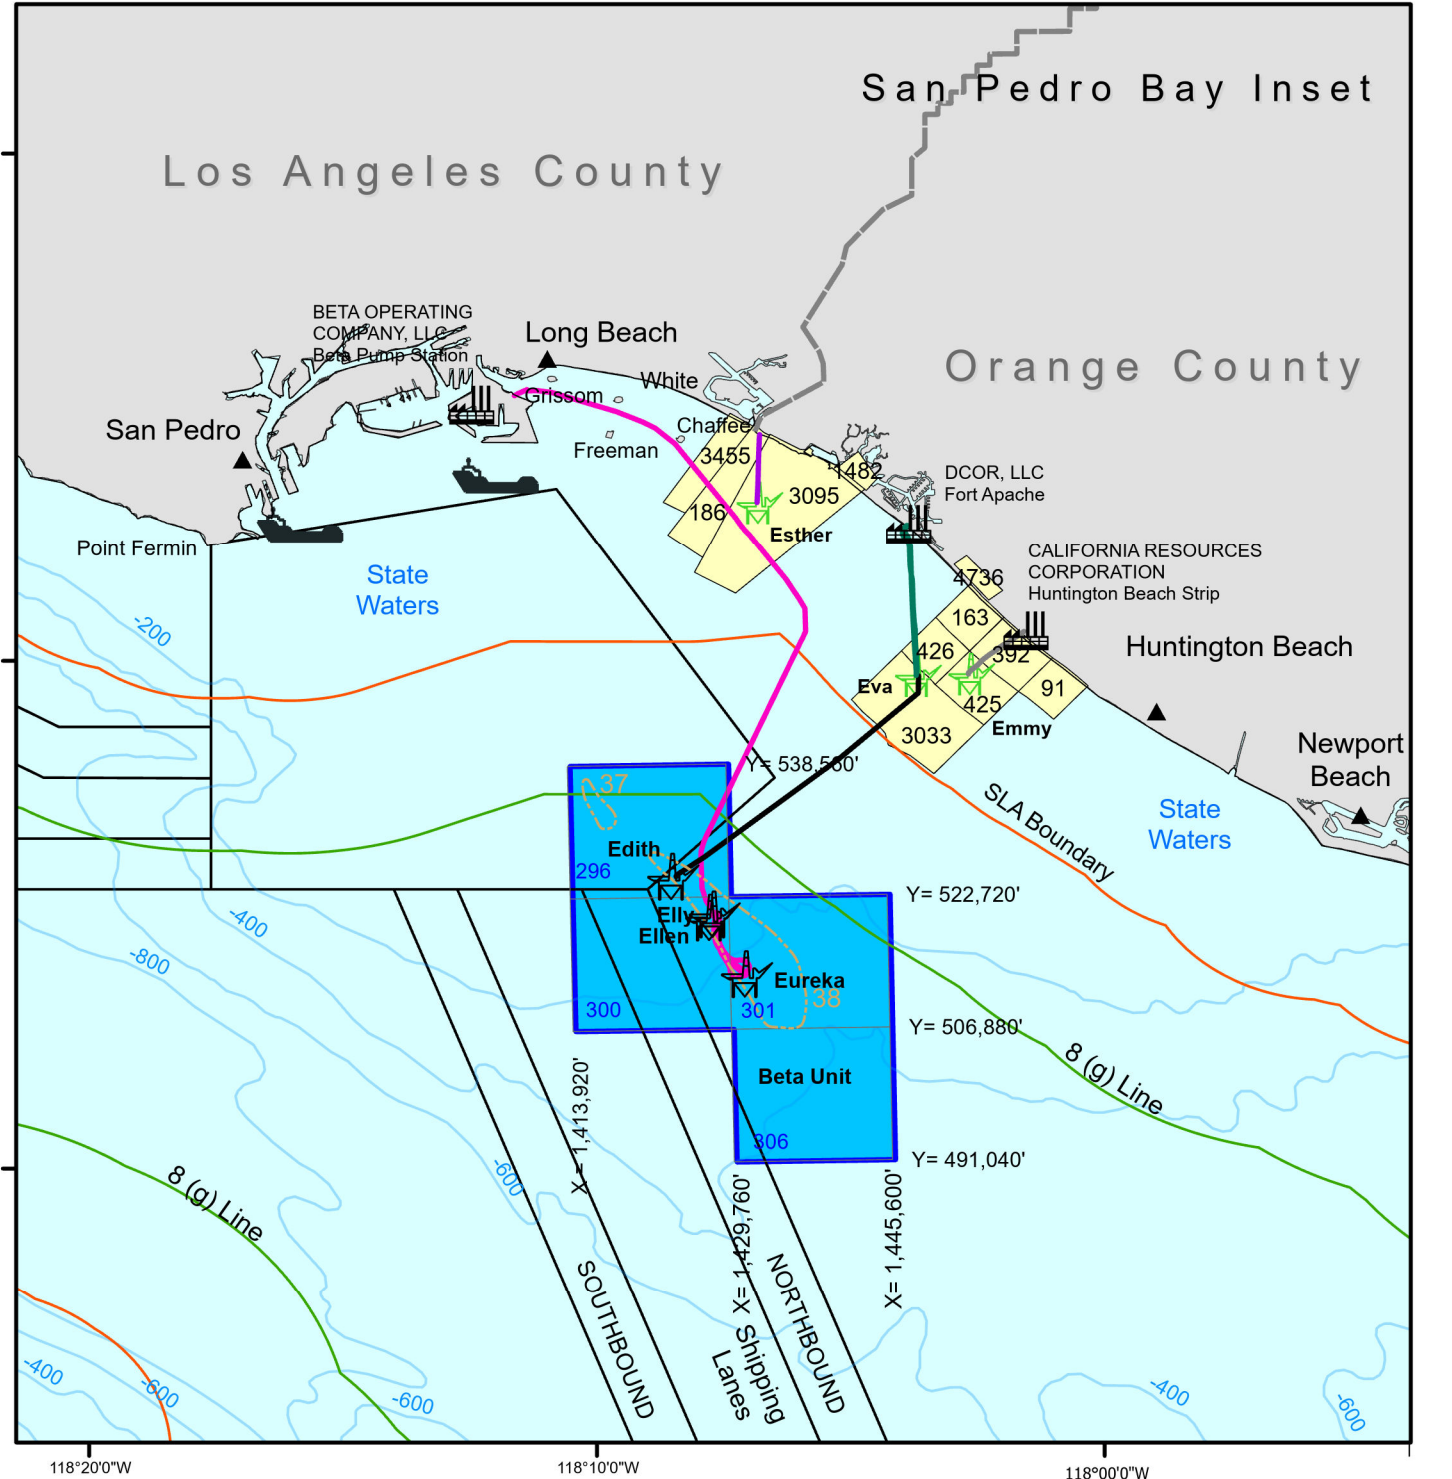 San Pedro Bay Inset
Los Angeles County
Orange County
BETA OPERATING
COMPANY, LLC
Beta Pump Station
Long Beach
White
Grissom
Chaffee
San Pedro
Freeman
3455
1482
DCOR, LLC
Fort Apache
3095
186
Esther
Point Fermin
CALIFORNIA RESOURCES
CORPORATION
Huntington Beach Strip
4736
State
Waters
163
-200
426
392
Huntington Beach
Eva
91
425
Emmy
3033
Newport
Beach
Y= 538,560'
37
SLA Boundary
State
Waters
Edith
296
Y= 522,720'
Elly
Ellen
-400
-800
Eureka
38
300
301
Y= 506,880'
8 (g) Line
Beta Unit
X = 1,413,920'
306
Y= 491,040'
-600
8 (g) Line
X= 1,429,760'
X= 1,445,600'
SOUTHBOUND
Shipping
Lanes
NORTHBOUND
-400
-600
-600
-400
-600
118°20'0"W
118°10'0"W
118°00'0"W